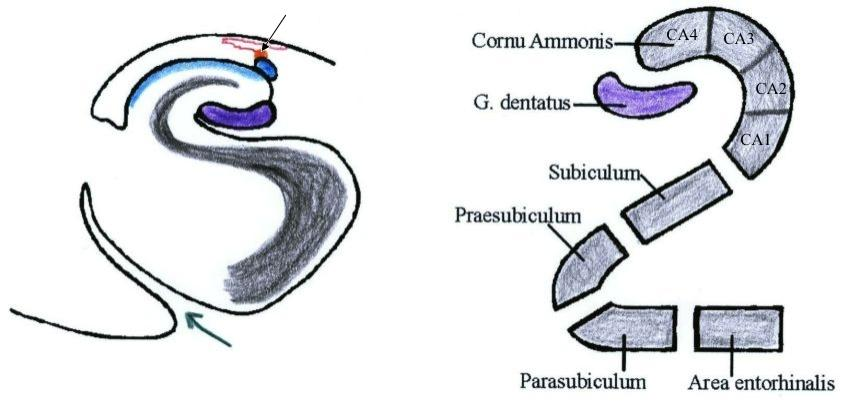 CA4
CA3
Cornu Ammonis
CA2
G. dentatus
CA1
Subiculum
Praesubiculum
Parasubiculum
Area entorhinalis